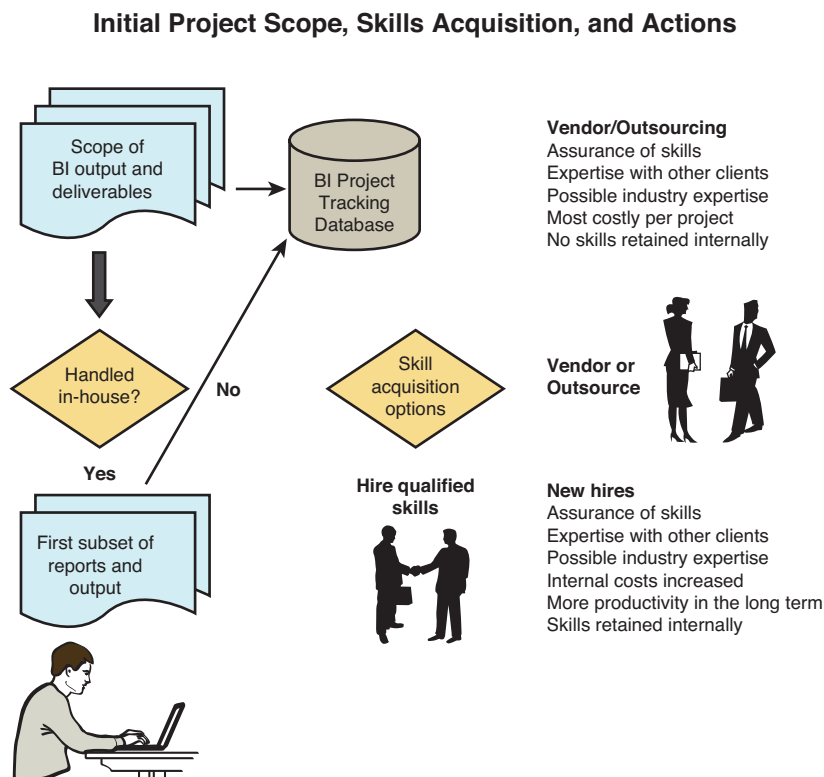 Initial Project Scope, Skills Acquisition, and Actions
Scope of
BI output and
deliverables
BI Project
Tracking
Database
Vendor/Outsourcing
Assurance of skills
Expertise with other clients
Possible industry expertise
Most costly per project
No skills retained internally
Handled
in-house?
No
Skill
acquisition
options
Vendor or
Outsource
Yes
First subset of
reports and
output
Hire qualified
skills
New hires
Assurance of skills
Expertise with other clients
Possible industry expertise
Internal costs increased
More productivity in the long term
Skills retained internally